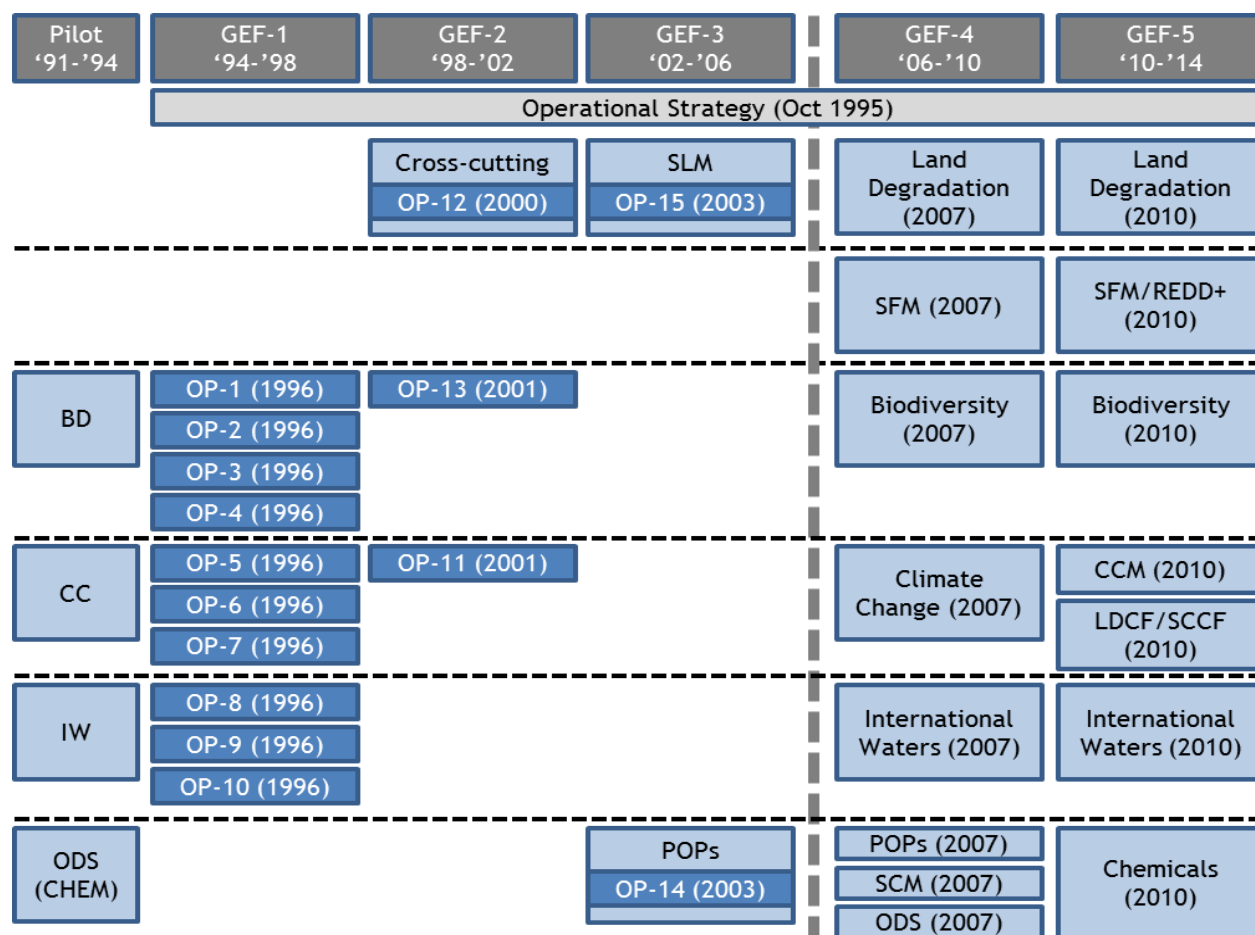 Pilot
‘91-’94
GEF-1
‘94-’98
GEF-2
‘98-’02
GEF-3
‘02-’06
GEF-4
‘06-’10
GEF-5
‘10-’14
Operational Strategy (Oct 1995)
Cross-cutting
OP-12 (2000)
SLM
OP-15 (2003)
Land
Degradation
(2007)
Land
Degradation
(2010)
SFM (2007)
SFM/REDD+
(2010)
BD
OP-1 (1996)
OP-2 (1996)
OP-3 (1996)
OP-4 (1996)
OP-13 (2001)
Biodiversity
(2007)
Biodiversity
(2010)
CC
OP-5 (1996)
OP-6 (1996)
OP-7 (1996)
OP-11 (2001)
Climate
Change (2007)
CCM (2010)
LDCF/SCCF
(2010)
IW
OP-8 (1996)
OP-9 (1996)
OP-10 (1996)
International
Waters (2007)
International
Waters (2010)
ODS
(CHEM)
POPs
OP-14 (2003)
POPs (2007)
SCM (2007)
ODS (2007)
Chemicals
(2010)